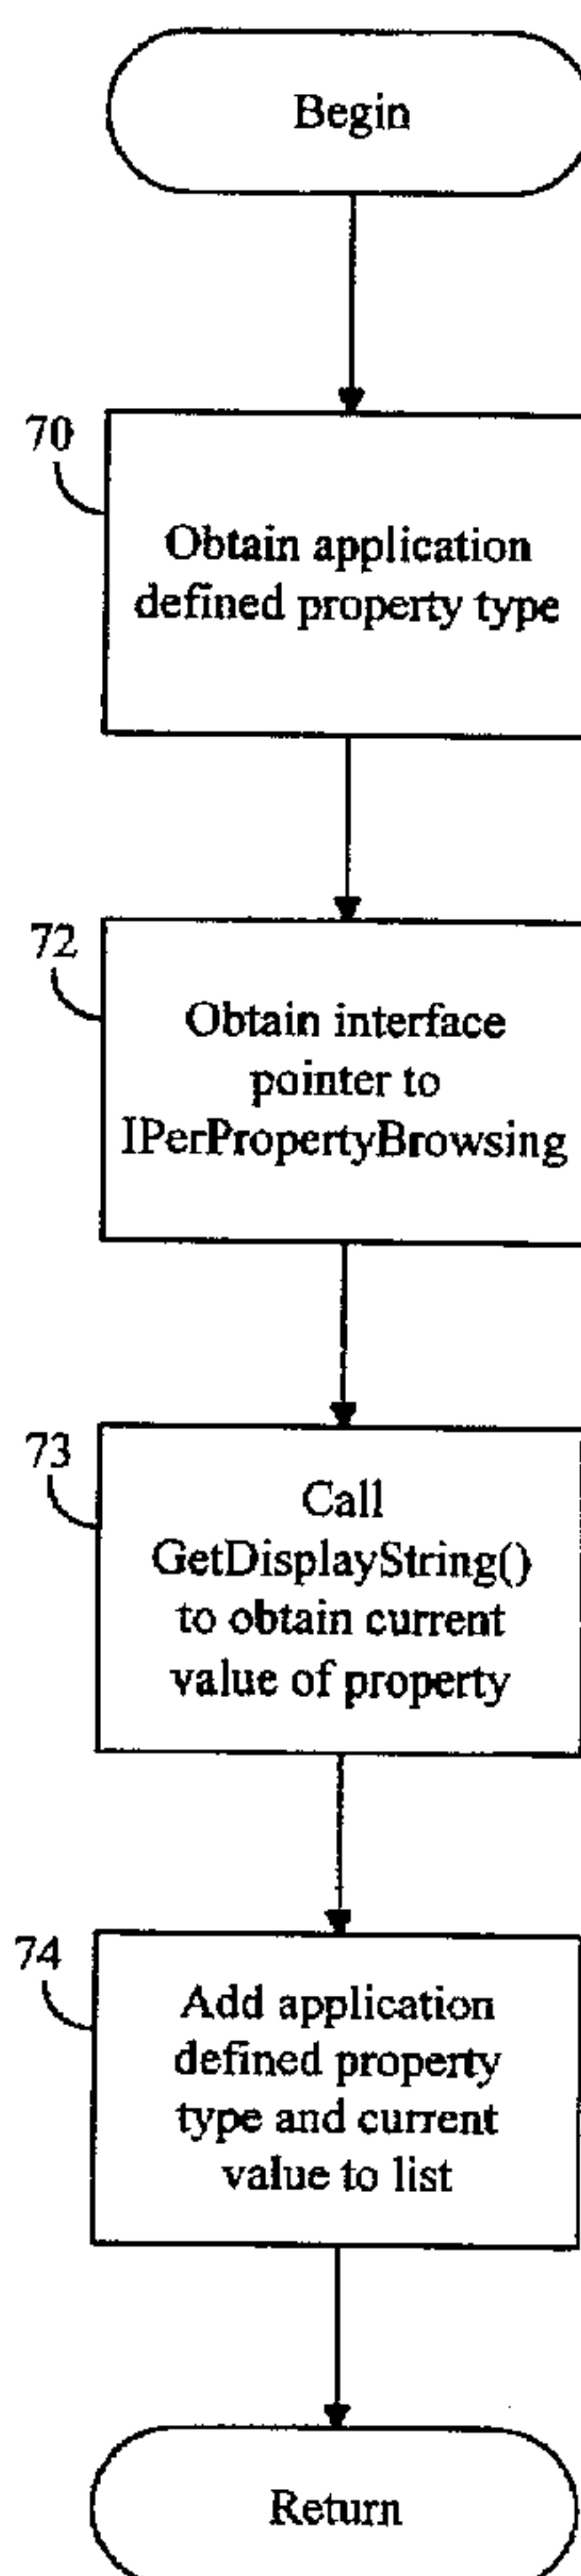 Begin
70
Obtain application
defined property type
72
Obtain interface
pointer to
IPerPropertyBrowsing
73
Call
GetDisplayString()
to obtain current
value of property
74
Add application
defined property
type and current
value to list
Return